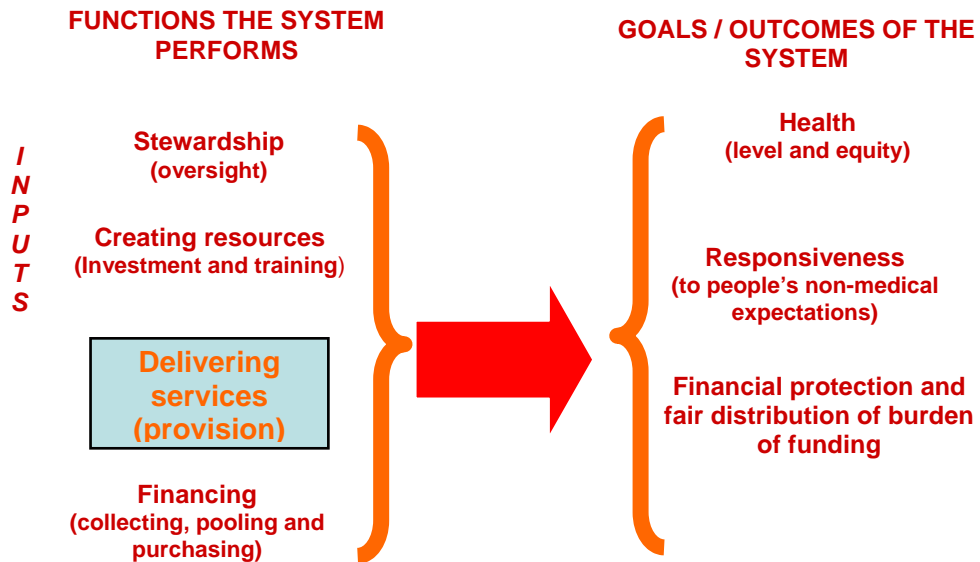 FUNCTIONS THE SYSTEM
PERFORMS
GOALS / OUTCOMES OF THE
SYSTEM
INPUTS
Stewardship
(oversight)
Creating resources
(Investment and training)
Delivering
services
(provision)
Financing
(collecting, pooling and
purchasing)
Health
(level and equity)
Responsiveness
(to people’s non-medical
expectations)
Financial protection and
fair distribution of burden
of funding